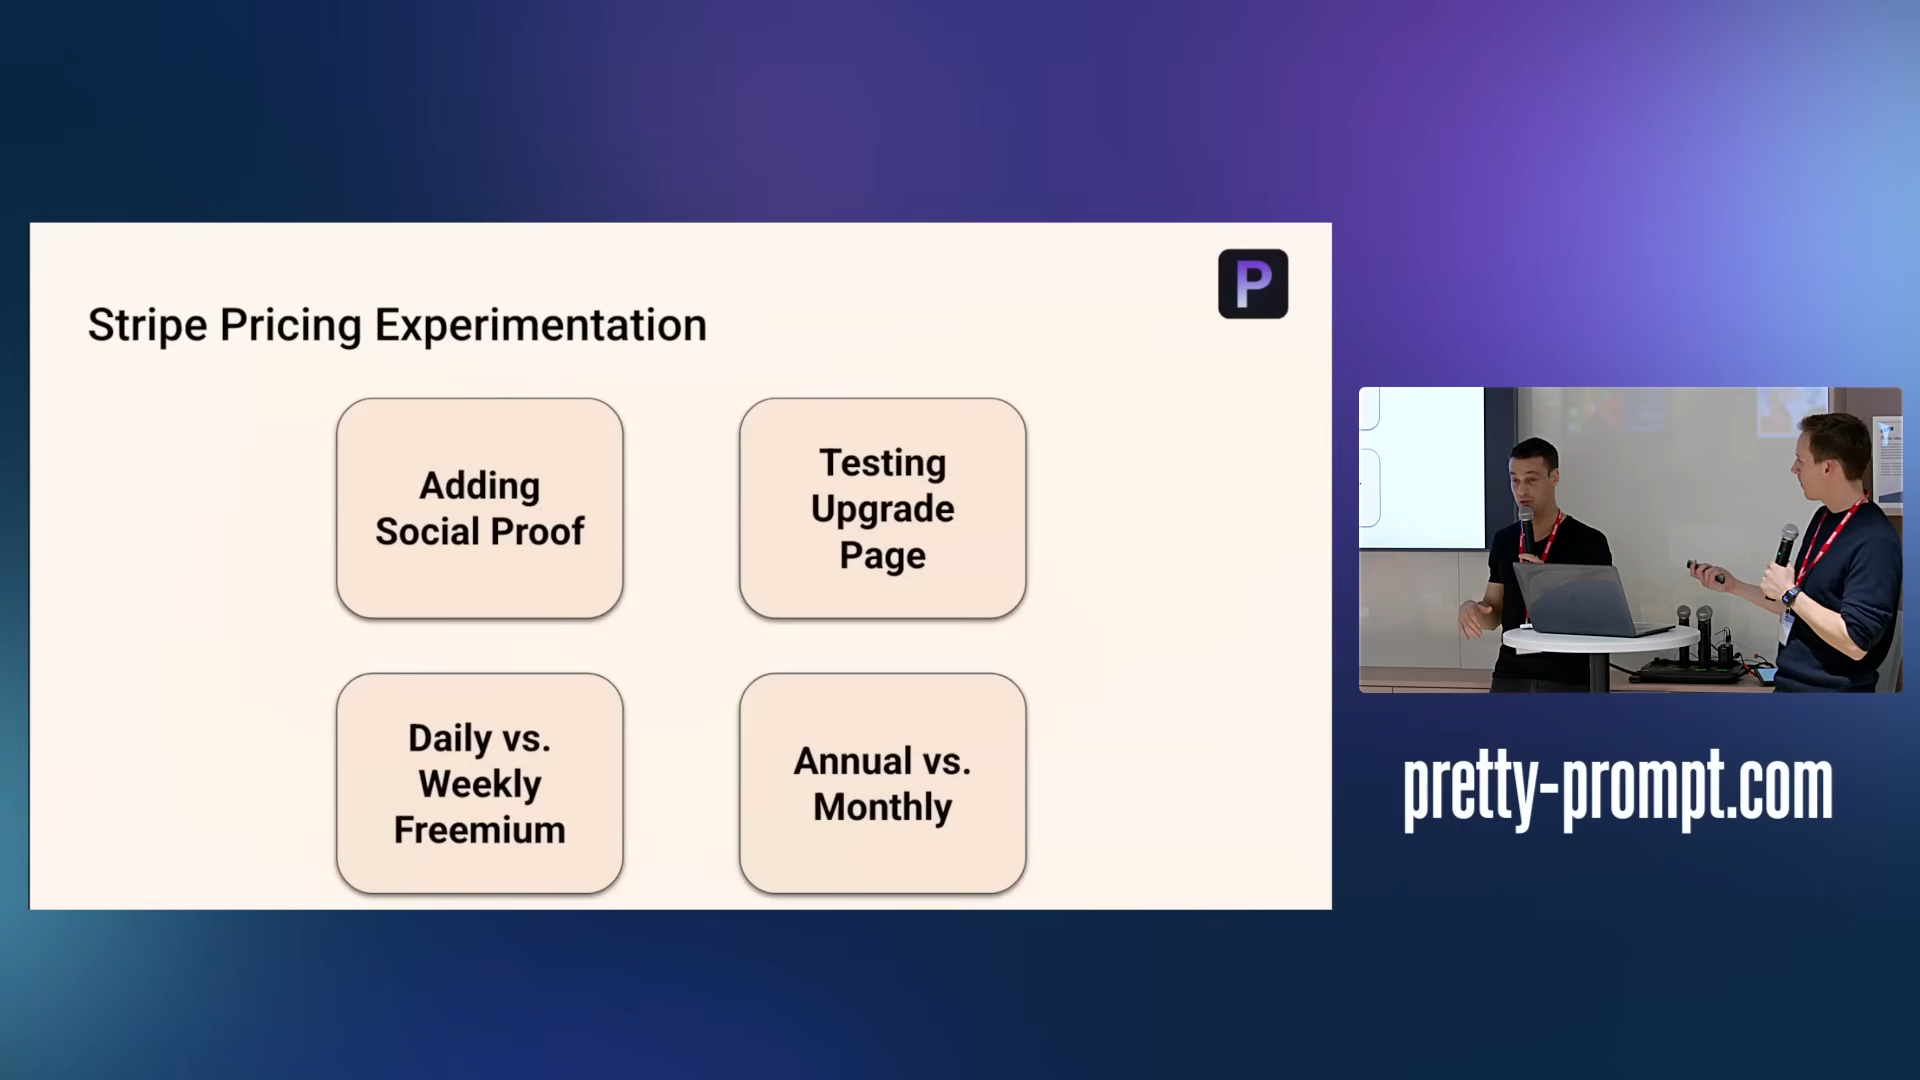 P
Stripe Pricing Experimentation
Adding
Social Proof
Testing
Upgrade
Page
Daily vs.
Weekly
Freemium
Annual vs.
Monthly
pretty-prompt.com